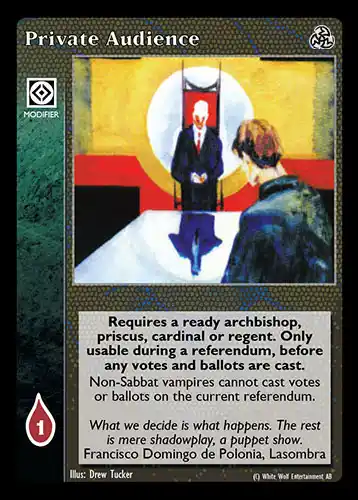 Private Audience
MODIFIER
Requires a ready archbishop,
priscus, cardinal or regent. Only
usable during a referendum, before
any votes and ballots are cast.
Non-Sabbat vampires cannot cast votes
or ballots on the current referendum.
What we decide is what happens. The rest
is mere shadowplay, a puppet show.
Francisco Domingo de Polonia, Lasombra
1
Illus: Drew Tucker
(C) White Wolf Entertainment AB